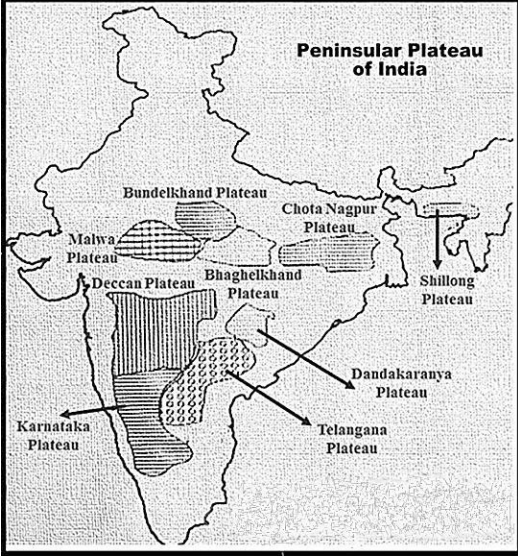 Peninsular Plateau
of India
Bundelkhand Plateau
Chota Nagpur
Plateau
Malwa
Plateau
Bhaghelkhand
Plateau
Deccan Plateau
Shillong
Plateau
Dandakaranya
Plateau
Karnataka
Plateau
Telangana
Plateau